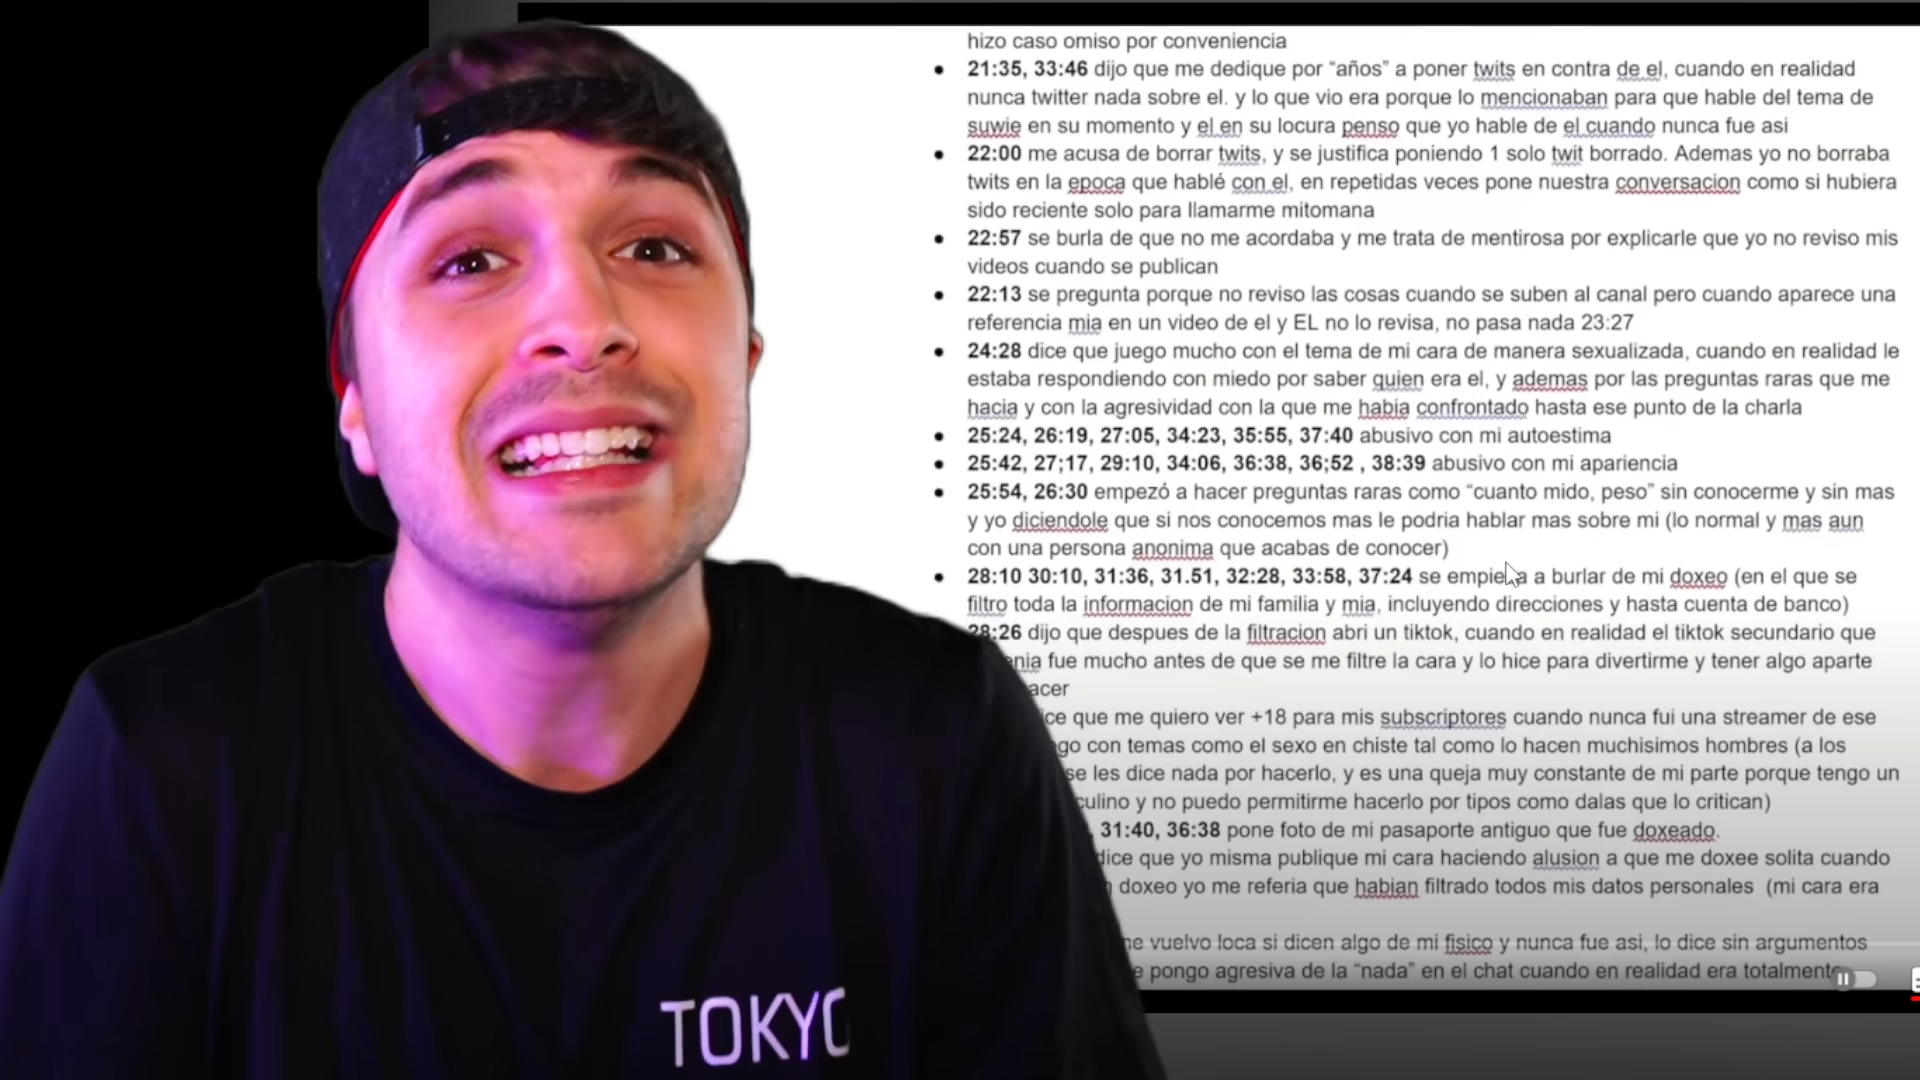 hizo caso omiso por conveniencia
21:35, 33:46 dijo que me dedique por “años” a poner twits en contra de el, cuando en realidad
nunca twitter nada sobre el. y lo que vio era porque lo mencionaban para que hable del tema de
suwie en su momento y el en su locura penso que yo hable de el cuando nunca fue asi
22:00 me acusa de borrar twits, y se justifica poniendo 1 solo twit borrado. Ademas yo no borraba
twits en la epoca que hablé con el, en repetidas veces pone nuestra conversacion como si hubiera
sido reciente solo para llamarme mitomana
22:57 se burla de que no me acordaba y me trata de mentirosa por explicarle que yo no reviso mis
videos cuando se publican
22:13 se pregunta porque no reviso las cosas cuando se suben al canal pero cuando aparece una
referencia mia en un video de el y EL no lo revisa, no pasa nada 23:27
24:28 dice que juego mucho con el tema de mi cara de manera sexualizada, cuando en realidad le
estaba respondiendo con miedo por saber quien era el, y ademas por las preguntas raras que me
hacia y con la agresividad con la que me habia confrontado hasta ese punto de la charla
25:24, 26:19, 27:05, 34:23, 35:55, 37:40 abusivo con mi autoestima
25:42, 27;17, 29:10, 34:06, 36:38, 36;52 , 38:39 abusivo con mi apariencia
25:54, 26:30 empezó a hacer preguntas raras como “cuanto mido, peso” sin conocerme y sin mas
y yo diciendole que si nos conocemos mas le podria hablar mas sobre mi (lo normal y mas aun
con una persona anonima que acabas de conocer)
28:10 30:10, 31:36, 31.51, 32:28, 33:58, 37:24 se empieza a burlar de mi doxeo (en el que se
filtro toda la informacion de mi familia y mia, incluyendo direcciones y hasta cuenta de banco)
28:26 dijo que despues de la filtracion abri un tiktok, cuando en realidad el tiktok secundario que
enia fue mucho antes de que se me filtre la cara y lo hice para divertirme y tener algo aparte
acer
ice que me quiero ver +18 para mis subscriptores cuando nunca fui una streamer de ese
ego con temas como el sexo en chiste tal como lo hacen muchisimos hombres (a los
se les dice nada por hacerlo, y es una queja muy constante de mi parte porque tengo un
culino y no puedo permitirme hacerlo por tipos como dalas que lo critican)
, 31:40, 36:38 pone foto de mi pasaporte antiguo que fue doxeado.
dice que yo misma publique mi cara haciendo alusion a que me doxee solita cuando
doxeo yo me referia que habian filtrado todos mis datos personales (mi cara era
me vuelvo loca si dicen algo de mi fisico y nunca fue asi, lo dice sin argumentos
e pongo agresiva de la “nada” en el chat cuando en realidad era totalmente
TOKYO